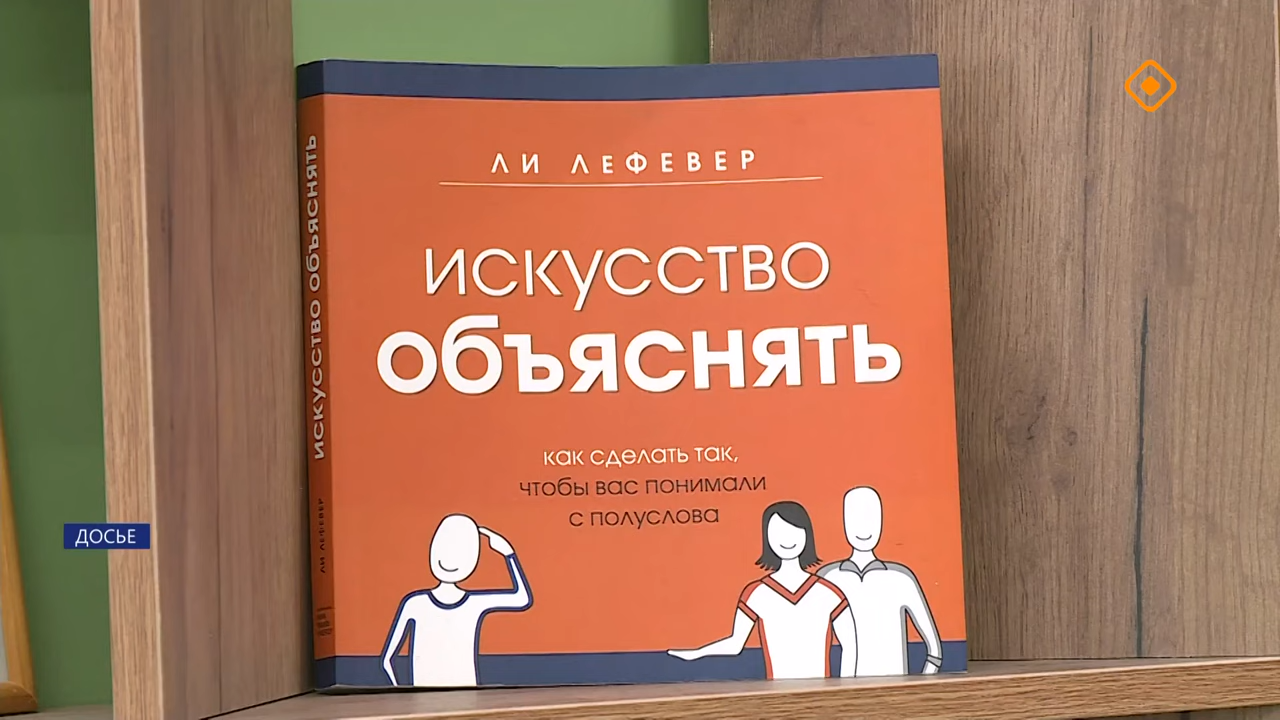 ЛИ ЛЕФЕВЕР
ИСКУССТВО
ОБЪЯСНЯТЬ
как сделать так,
чтобы вас понимали
с полуслова
ИСКУССТВО ОБЪЯСНЯТЬ
ЛИ ЛЕФЕВЕР
ДОСЬЕ